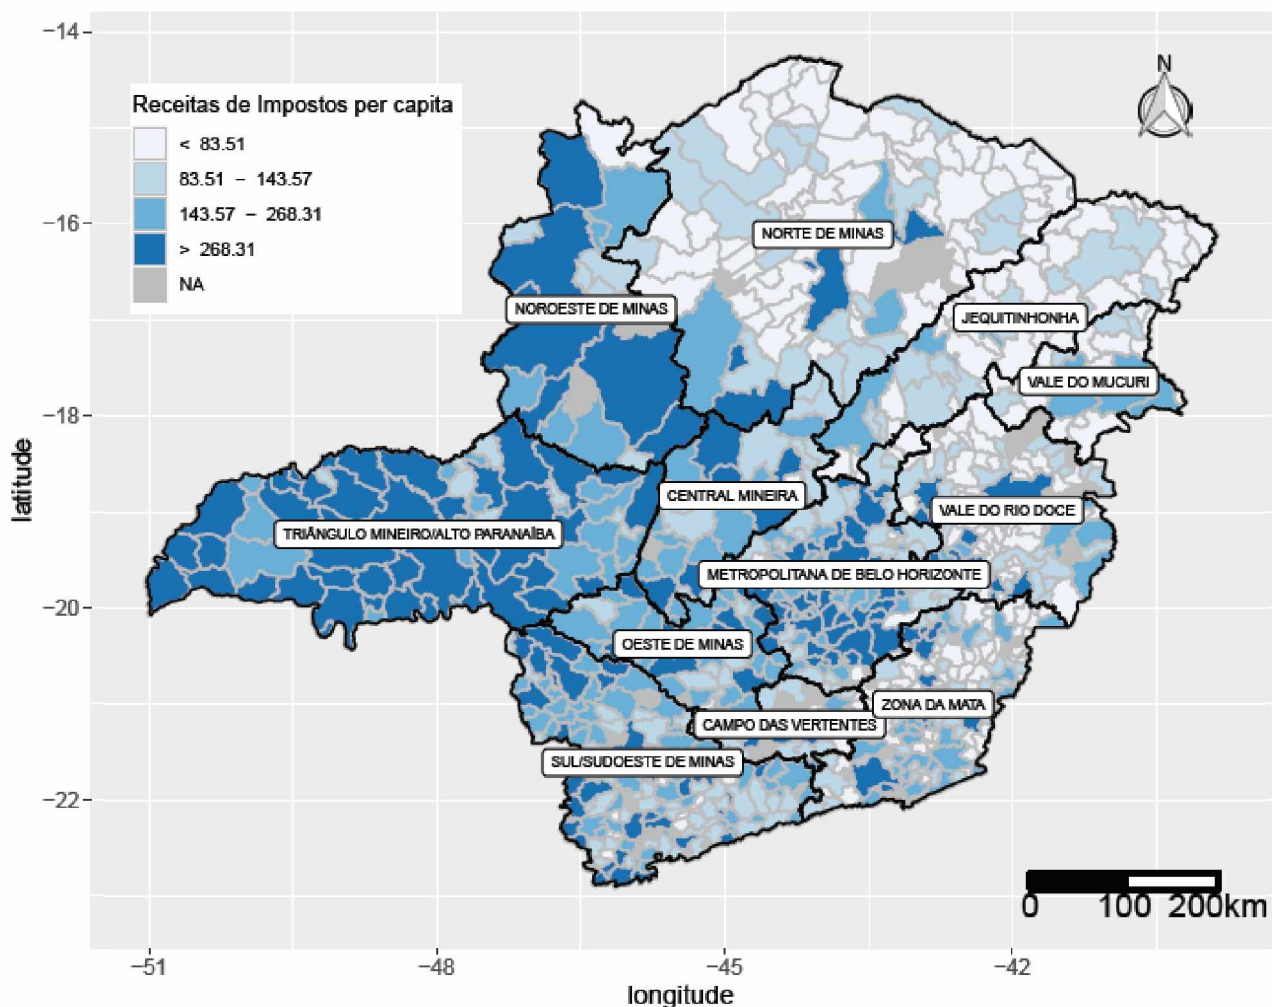 −14
N
Receitas de Impostos per capita
< 83.51
83.51 − 143.57
143.57 − 268.31
> 268.31
NA
−16
NORTE DE MINAS
NOROESTE DE MINAS
JEQUITINHONHA
VALE DO MUCURI
−18
latitude
CENTRAL MINEIRA
VALE DO RIO DOCE
TRIÂNGULO MINEIRO/ALTO PARANAÍBA
METROPOLITANA DE BELO HORIZONTE
−20
OESTE DE MINAS
ZONA DA MATA
CAMPO DAS VERTENTES
SUL/SUDOESTE DE MINAS
−22
0 100 200km
−51 −48 −45 −42
longitude